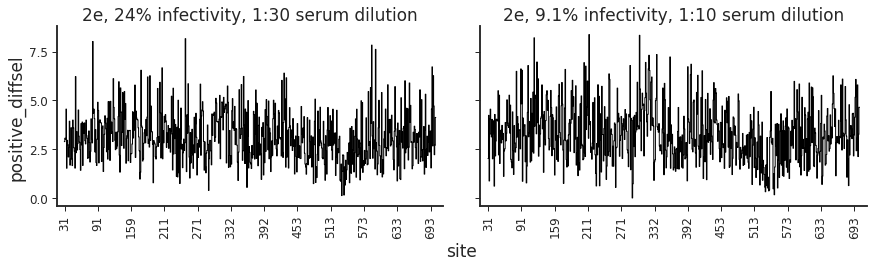 2e, 24% infectivity, 1:30 serum dilution
2e, 9.1% infectivity, 1:10 serum dilution
positive_diffsel
7.5
5.0
2.5
0.0
31 91 159 211 271 332 392 453 513 573 633 693
31 91 159 211 271 332 392 453 513 573 633 693
site